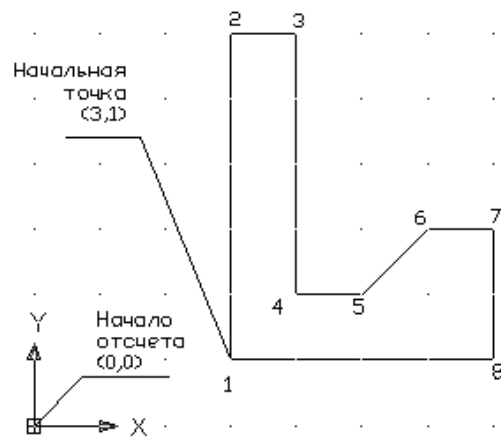 2 3
Начальная
точка
(3,1)
6 7
4 5
Y
Начало
отсчета
(0,0)
1 8
X